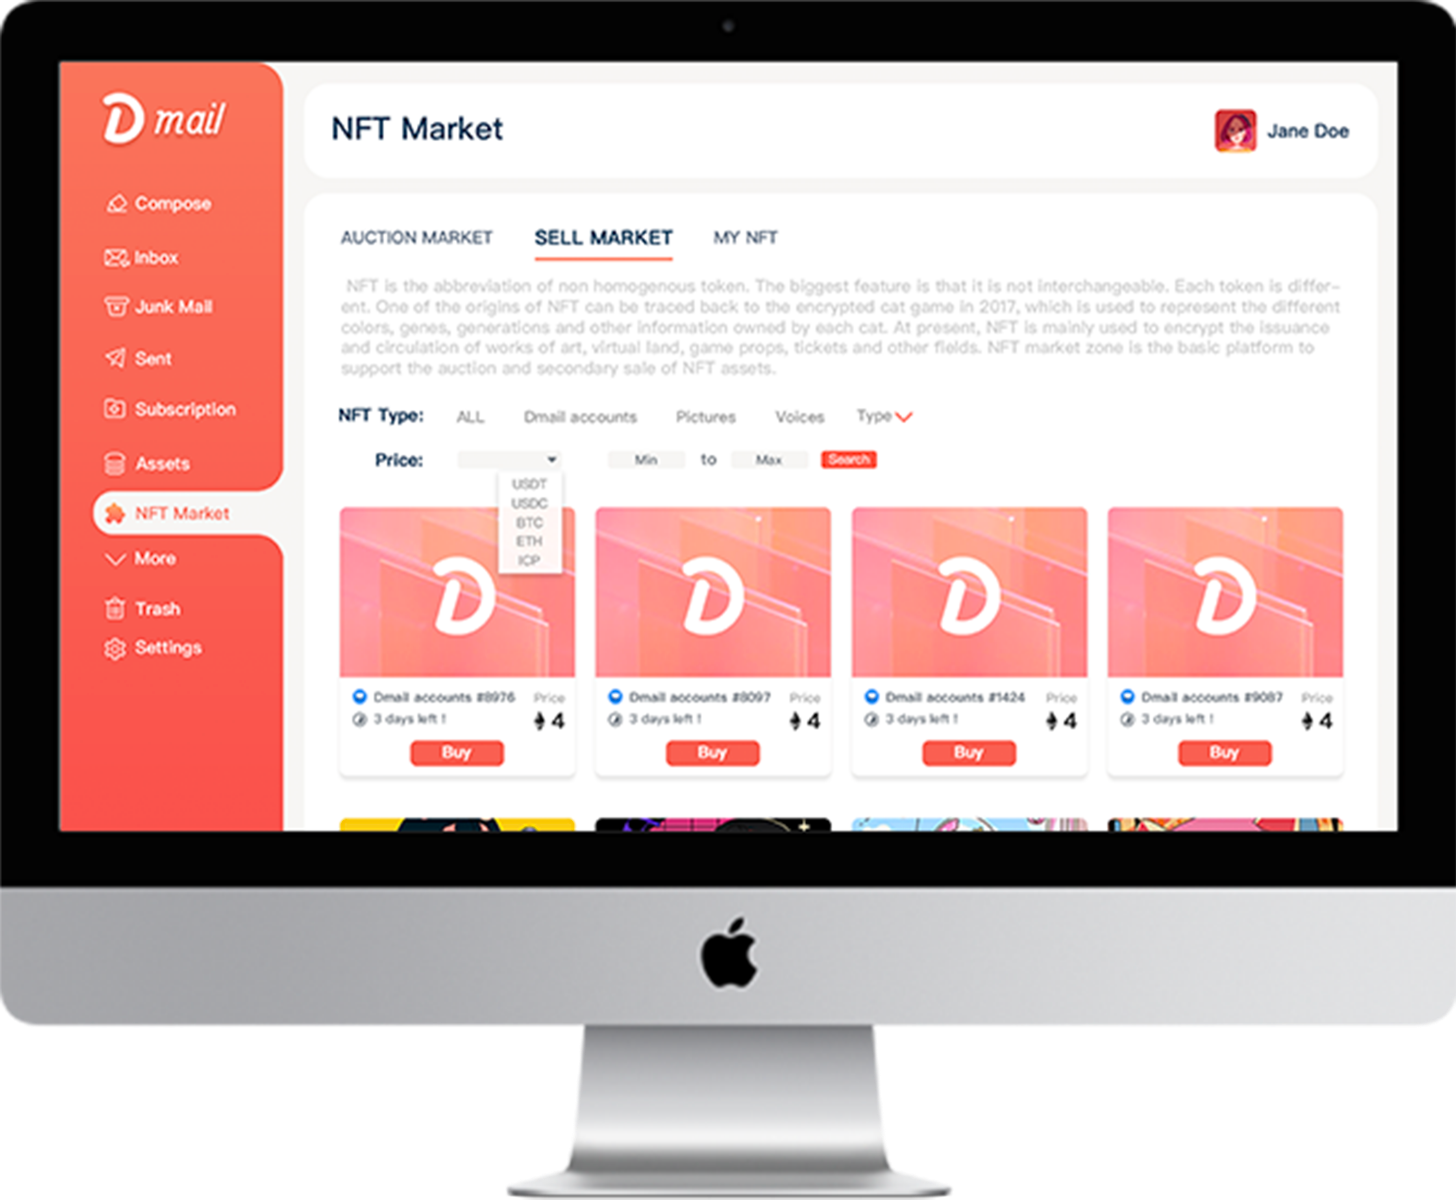 D mail
Compose
Inbox
Junk Mail
Sent
Subscription
Assets
NFT Market
More
Trash
Settings
NFT Market
Jane Doe
AUCTION MARKET SELL MARKET MY NFT
NFT is the abbreviation of non homogenous token. The biggest feature is that it is not interchangeable. Each token is differ-
ent. One of the origins of NFT can be traced back to the encrypted cat game in 2017, which is used to represent the different
colors, genes, generations and other information owned by each cat. At present, NFT is mainly used to encrypt the issuance
and circulation of works of art, virtual land, game props, tickets and other fields. NFT market zone is the basic platform to
support the auction and secondary sale of NFT assets.
NFT Type: ALL Dmail accounts Pictures Voices Type
Price: Min to Max Search
USDT
USDC
BTC
ETH
ICP
D D D D
Dmail accounts #8976 Price
3 days left ! 4
Buy
Dmail accounts #8097 Price
3 days left ! 4
Buy
Dmail accounts #1424 Price
3 days left ! 4
Buy
Dmail accounts #9087 Price
3 days left ! 4
Buy